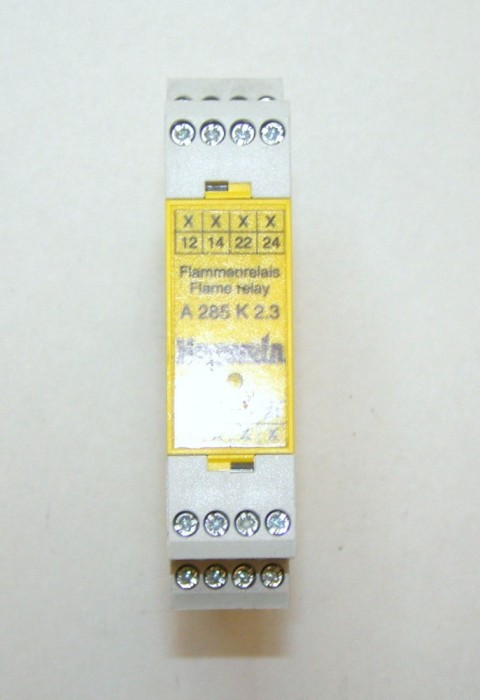 X X X X
12 14 22 24
Flammenrelais
Flame relay
A 285 K 2.3
X X